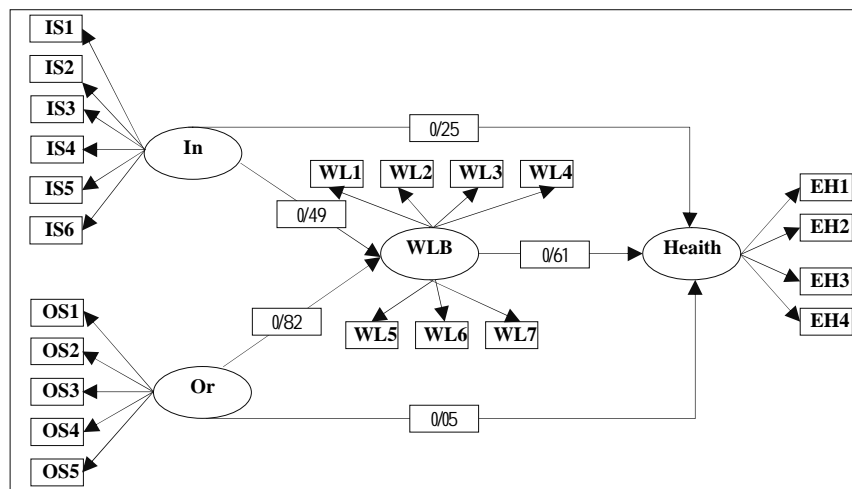 IS1
IS2
IS3
IS4
IS5
IS6
In
0/25
WL1 WL2 WL3 WL4
0/49
WLB
0/61
Heaith
EH1
EH2
EH3
EH4
0/82
WL5 WL6 WL7
OS1
OS2
OS3
OS4
OS5
Or
0/05